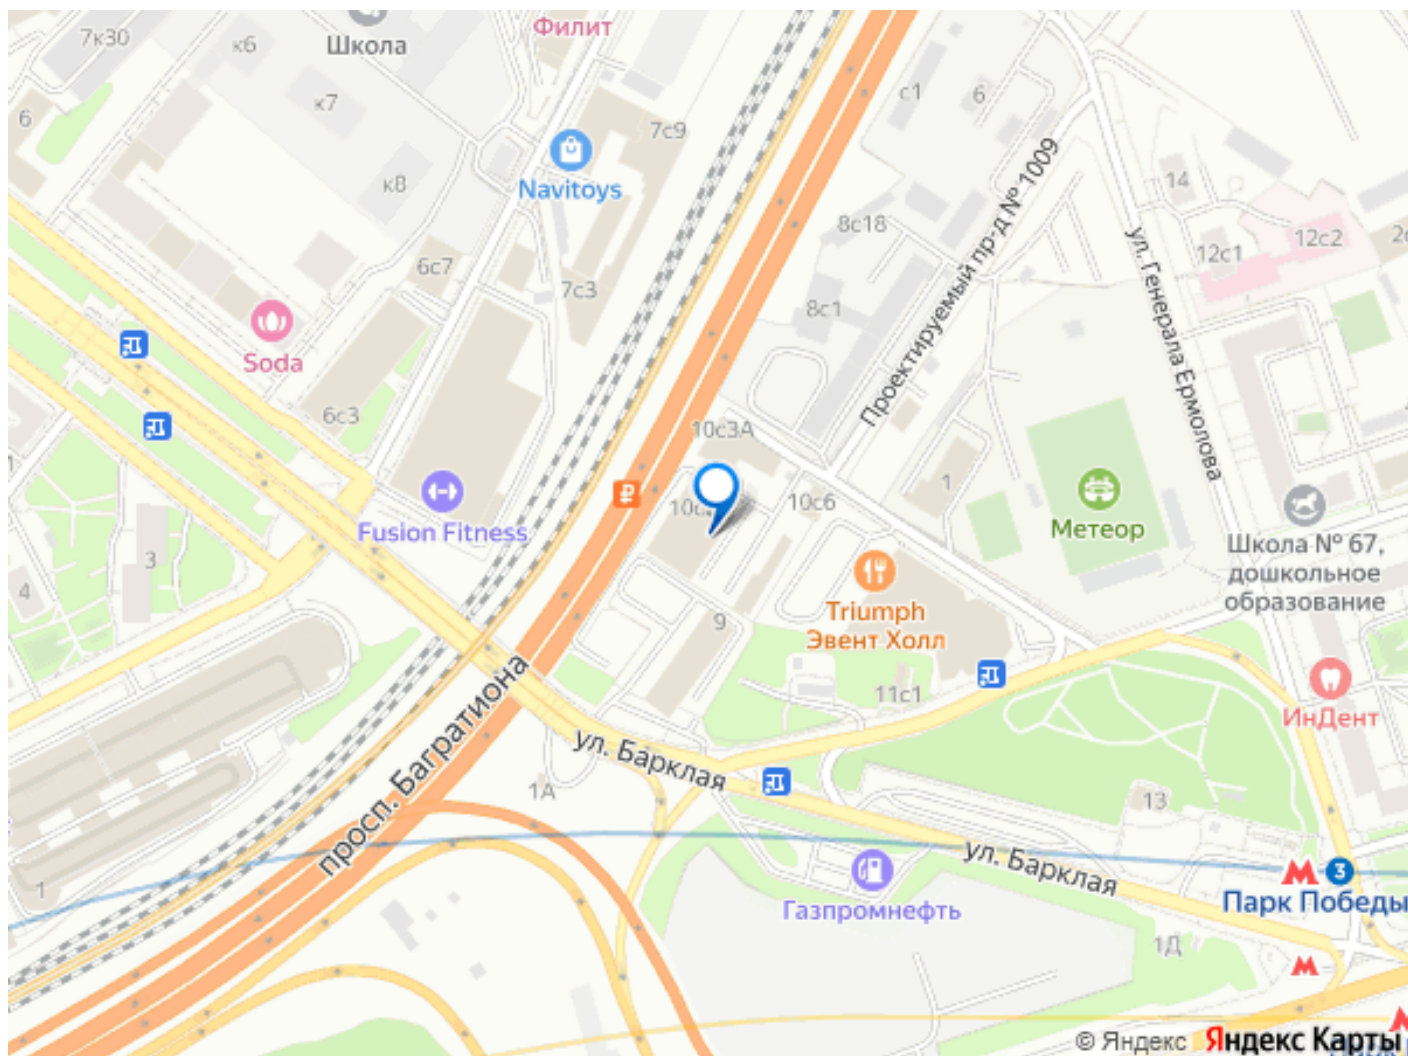 Филит
7к30
к6
Школа
к7
с1
6
6
7с9
к8
Navitoys
Проектируемый пр-д № 1009
14
8с18
ул. Генерала Ермолова
12с1
12с2
6с7
7с3
8с1
Soda
6с3
10с3А
10с6
1
Fusion Fitness
Метеор
Школа № 67,
дошкольное
образование
3
4
Triumph
Эвент Холл
9
11с1
ИнДент
просп. Багратиона
ул. Барклая
1А
13
ул. Барклая
3
Парк Победы
Газпромнефть
1
1Д
© Яндекс Яндекс Карты